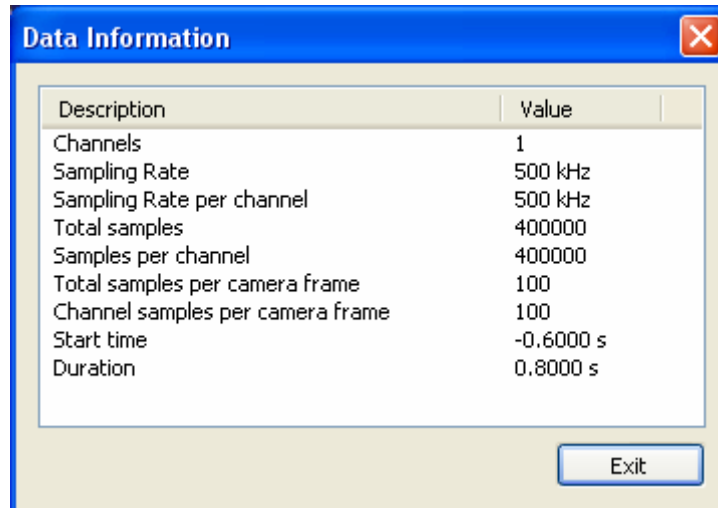 Data Information
Description Value
Channels 1
Sampling Rate 500 kHz
Sampling Rate per channel 500 kHz
Total samples 400000
Samples per channel 400000
Total samples per camera frame 100
Channel samples per camera frame 100
Start time -0.6000 s
Duration 0.8000 s
Exit